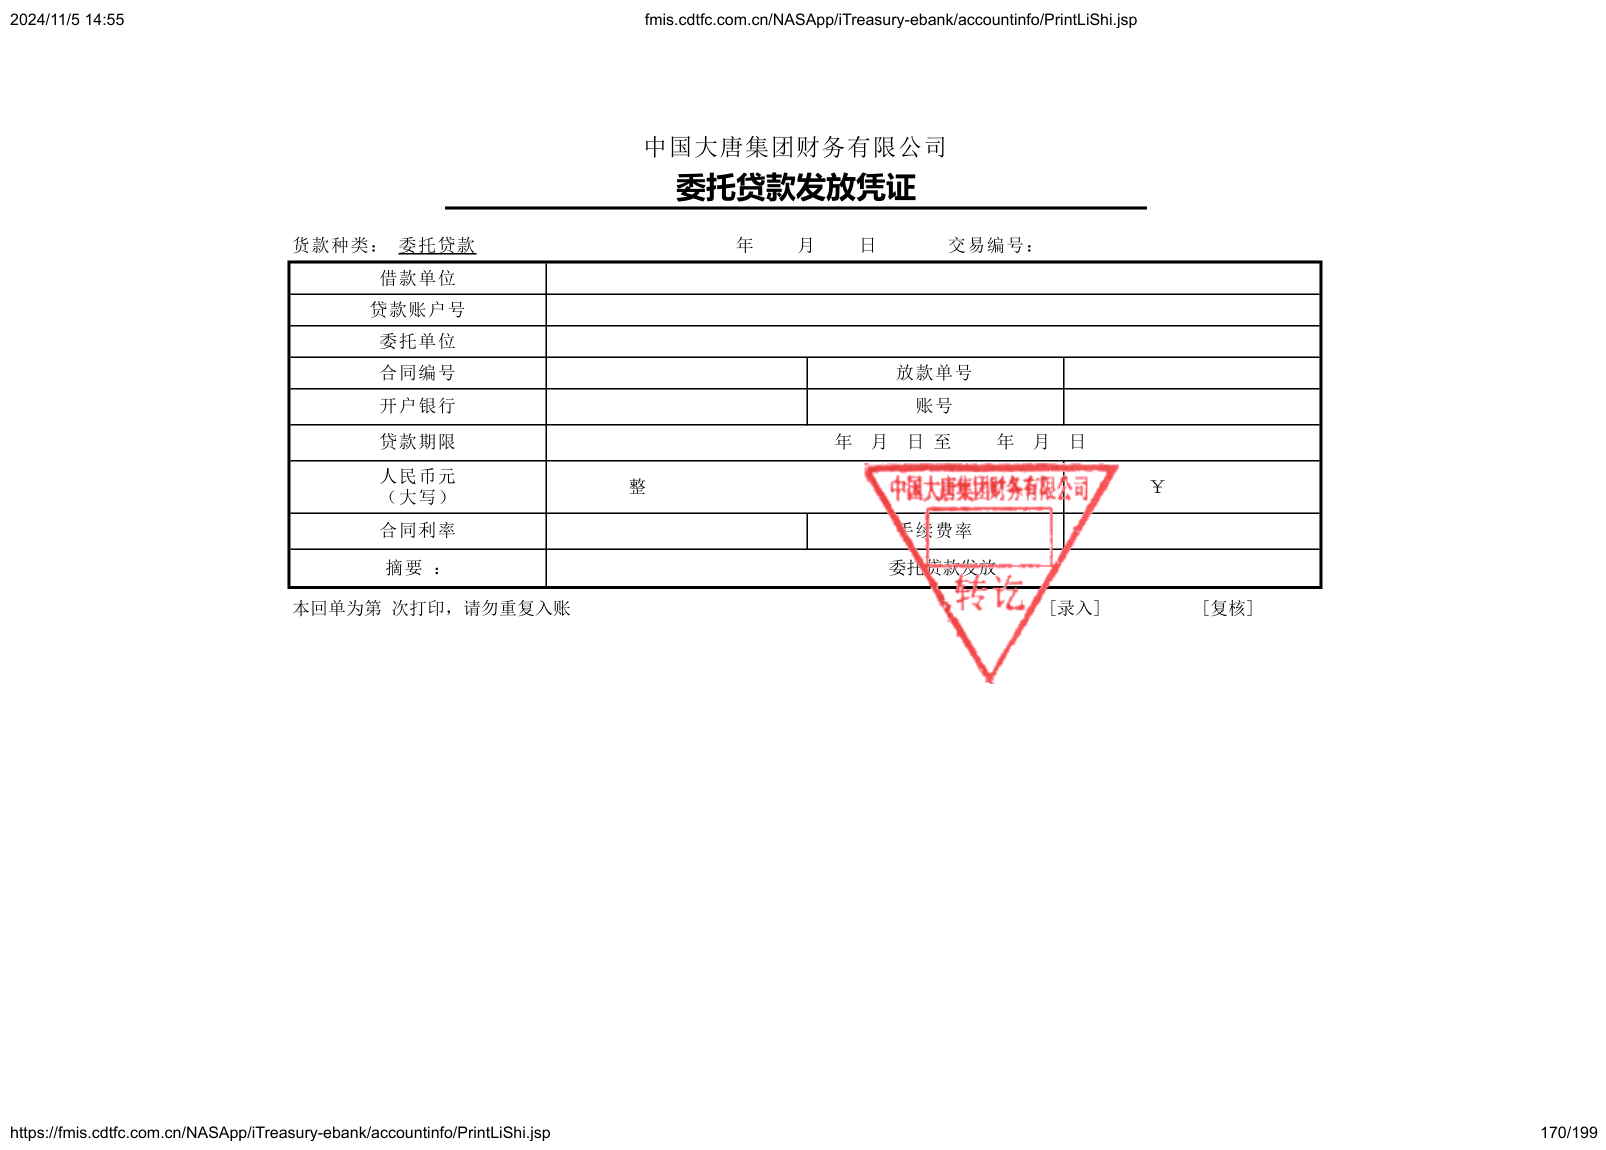 2024/11/5 14:55 fmis.cdtfc.com.cn/NASApp/iTreasury-ebank/accountinfo/PrintLiShi.jsp
中国大唐集团财务有限公司
委托贷款发放凭证
货款种类： 委托贷款 年 月 日 交易编号：
借款单位
贷款账户号
委托单位
合同编号 放款单号
开户银行 账号
贷款期限 年 月 日 至 年 月 日
人民币元
（大写） 整 ￥
中国大唐集团财务有限公司
合同利率 手续费率
摘要 ： 委托贷款发放
转讫
本回单为第 次打印，请勿重复入账 [录入] [复核]
https://fmis.cdtfc.com.cn/NASApp/iTreasury-ebank/accountinfo/PrintLiShi.jsp 170/199